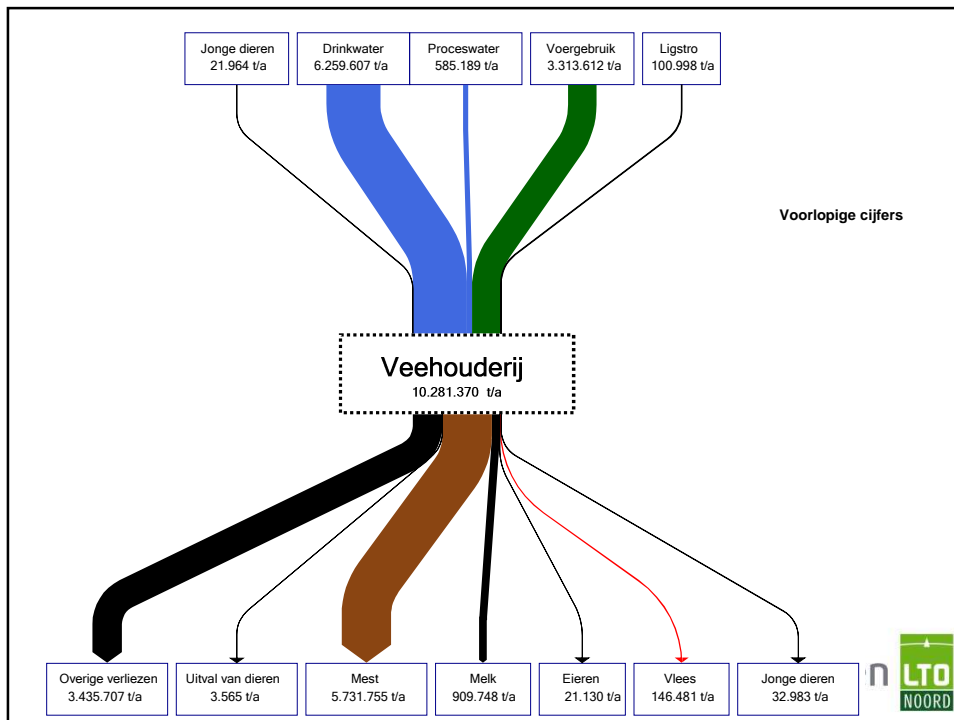 Jonge dieren
21.964 t/a
Drinkwater
6.259.607 t/a
Proceswater
585.189 t/a
Voergebruik
3.313.612 t/a
Ligstro
100.998 t/a
Voorlopige cijfers
Veehouderij
10.281.370 t/a
Overige verliezen
3.435.707 t/a
Uitval van dieren
3.565 t/a
Mest
5.731.755 t/a
Melk
909.748 t/a
Eieren
21.130 t/a
Vlees
146.481 t/a
Jonge dieren
32.983 t/a
n
LTO
NOORD